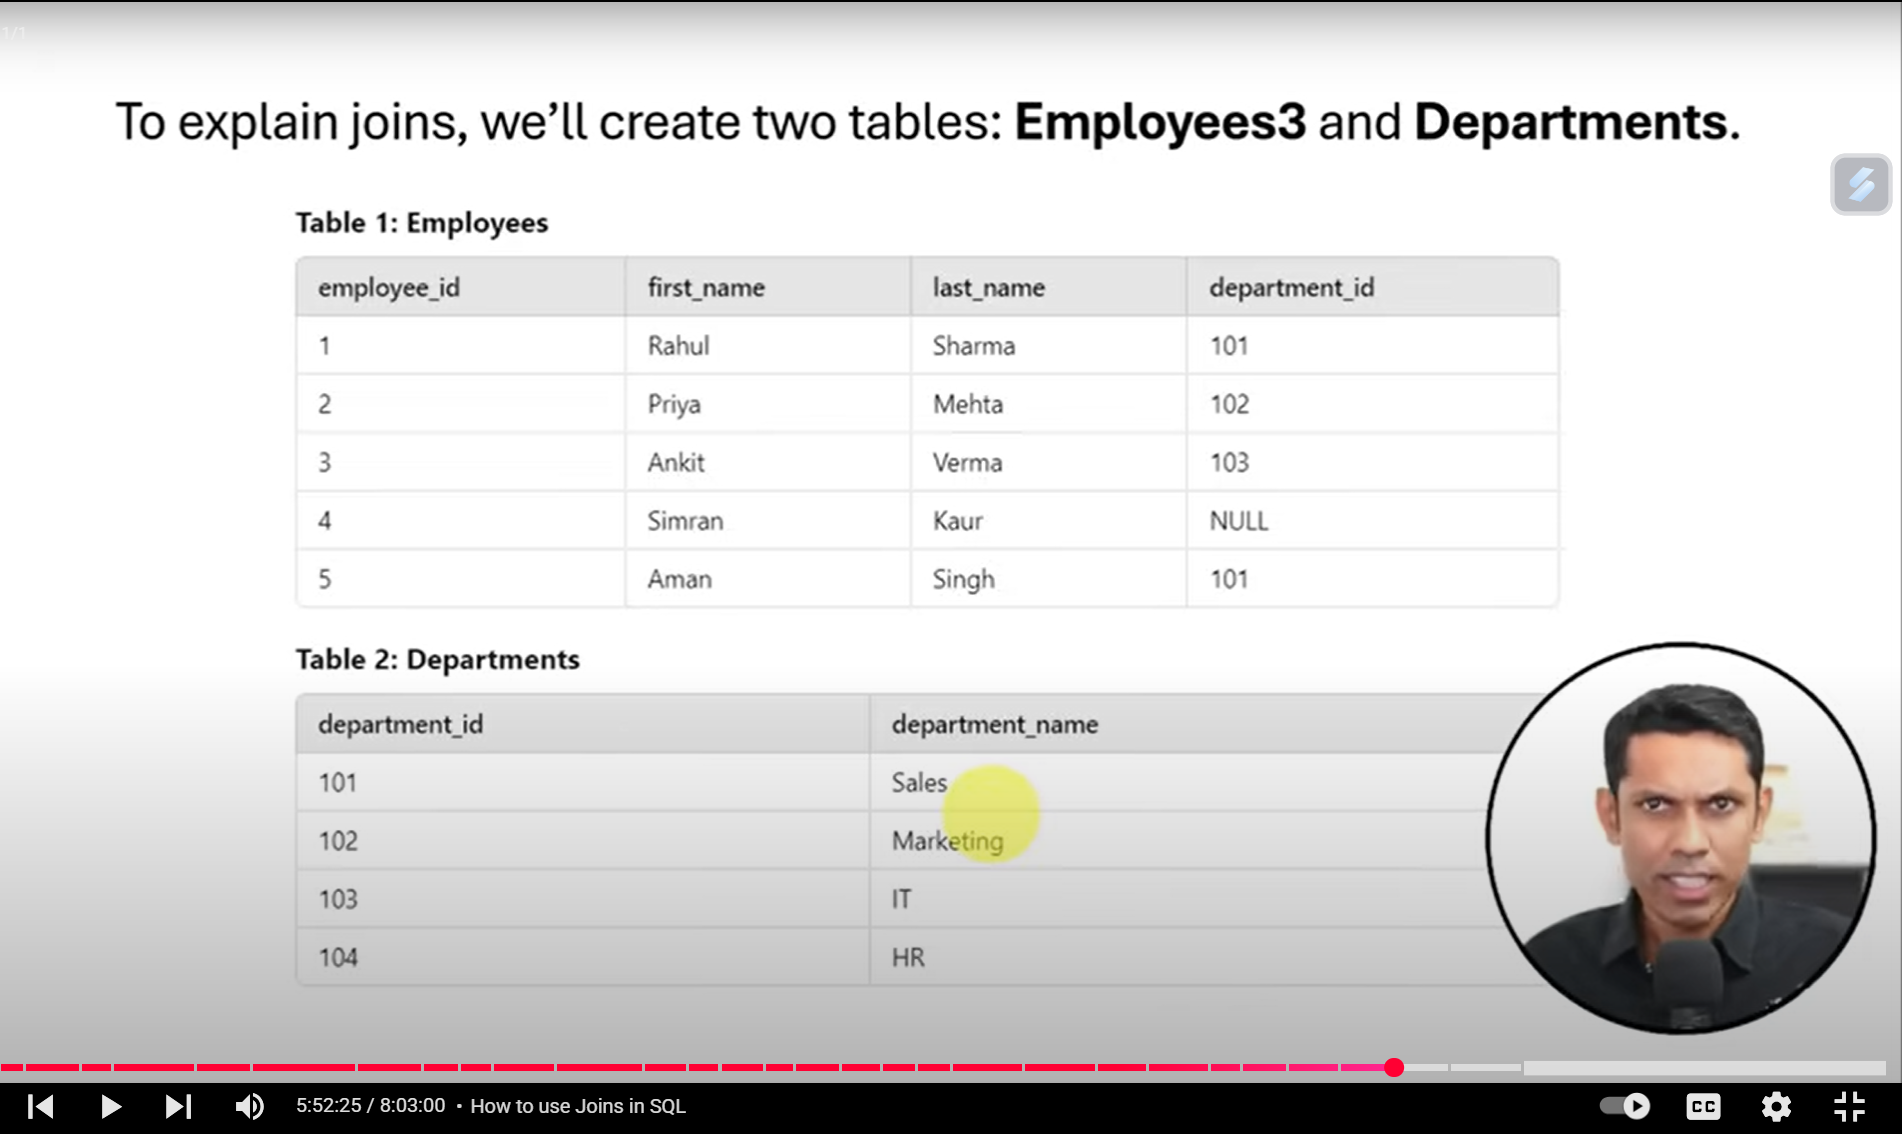 1/1
To explain joins, we'll create two tables: Employees3 and Departments.
Table 1: Employees
employee_id first_name last_name department_id
1 Rahul Sharma 101
2 Priya Mehta 102
3 Ankit Verma 103
4 Simran Kaur NULL
5 Aman Singh 101
Table 2: Departments
department_id department_name
101 Sales
102 Marketing
103 IT
104 HR
5:52:25 / 8:03:00 • How to use Joins in SQL CC